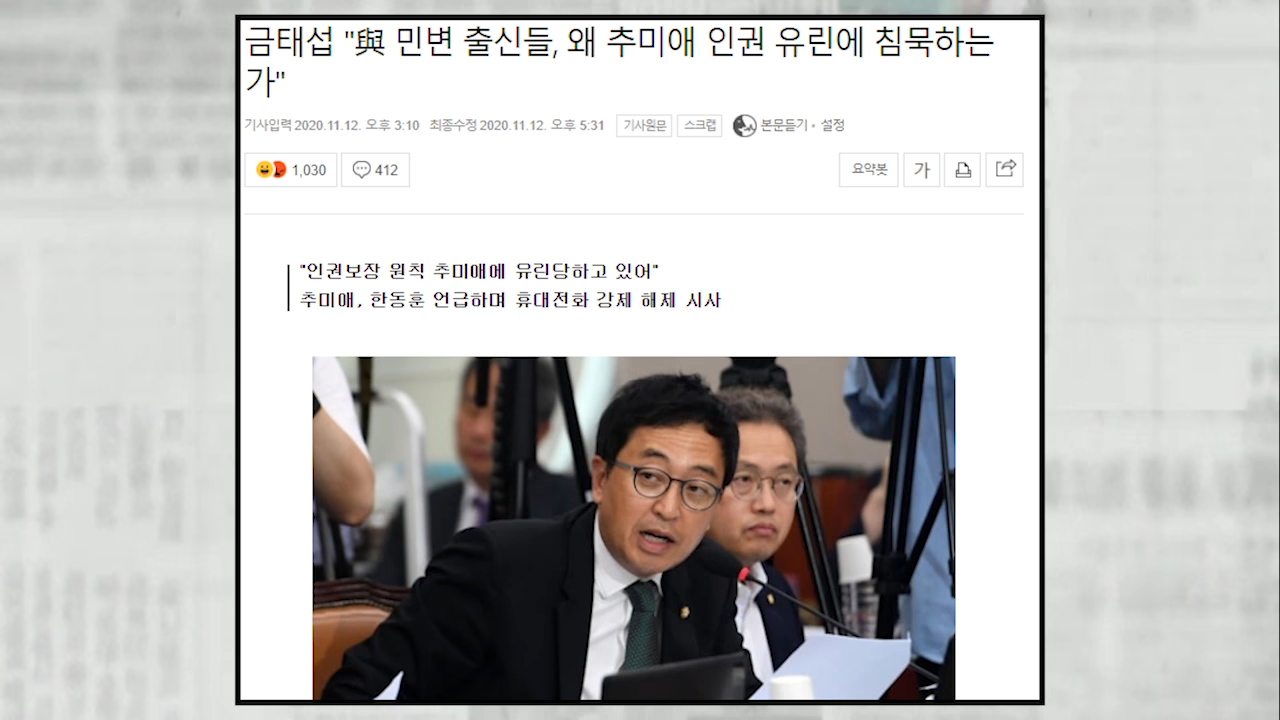 금태섭 "與 민변 출신들, 왜 추미애 인권 유린에 침묵하는
가"
기사입력 2020.11.12. 오후 3:10 최종수정 2020.11.12. 오후 5:31 기사원문 스크랩 본문듣기 · 설정
1,030 412 요약봇 가
"인권보장 원칙 추미애에 유린당하고 있어"
추미애, 한동훈 언급하며 휴대전화 강제 해제 시사